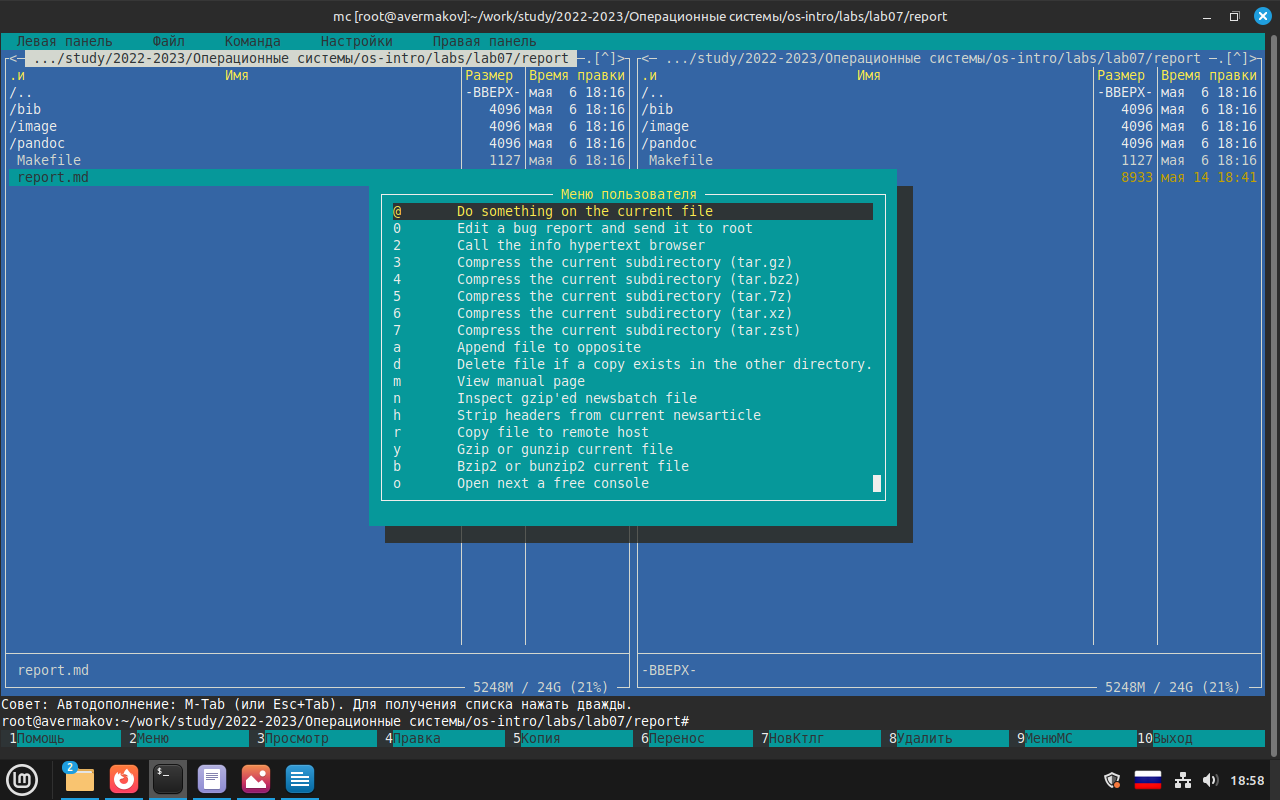 mc [root@avermakov]:~/work/study/2022-2023/Операционные системы/os-intro/labs/lab07/report
Левая панель Файл Команда Настройки Правая панель
<─ .../study/2022-2023/Операционные системы/os-intro/labs/lab07/report ─.[^]>
.и Имя Размер Время правки
/.. -ВВЕРХ- мая 6 18:16
/bib 4096 мая 6 18:16
/image 4096 мая 6 18:16
/pandoc 4096 мая 6 18:16
Makefile 1127 мая 6 18:16
report.md
<─ .../study/2022-2023/Операционные системы/os-intro/labs/lab07/report ─.[^]>
.и Имя Размер Время правки
/.. -ВВЕРХ- мая 6 18:16
/bib 4096 мая 6 18:16
/image 4096 мая 6 18:16
/pandoc 4096 мая 6 18:16
Makefile 1127 мая 6 18:16
8933 мая 14 18:41
Меню пользователя
@ Do something on the current file
0 Edit a bug report and send it to root
2 Call the info hypertext browser
3 Compress the current subdirectory (tar.gz)
4 Compress the current subdirectory (tar.bz2)
5 Compress the current subdirectory (tar.7z)
6 Compress the current subdirectory (tar.xz)
7 Compress the current subdirectory (tar.zst)
a Append file to opposite
d Delete file if a copy exists in the other directory.
m View manual page
n Inspect gzip'ed newsbatch file
h Strip headers from current newsarticle
r Copy file to remote host
y Gzip or gunzip current file
b Bzip2 or bunzip2 current file
o Open next a free console
report.md
5248M / 24G (21%)
-ВВЕРХ-
5248M / 24G (21%)
Совет: Автодополнение: M-Tab (или Esc+Tab). Для получения списка нажать дважды.
root@avermakov:~/work/study/2022-2023/Операционные системы/os-intro/labs/lab07/report#
1Помощь 2Меню 3Просмотр 4Правка 5Копия 6Перенос 7НовКтлг 8Удалить 9МенюМС 10Выход
2
18:58